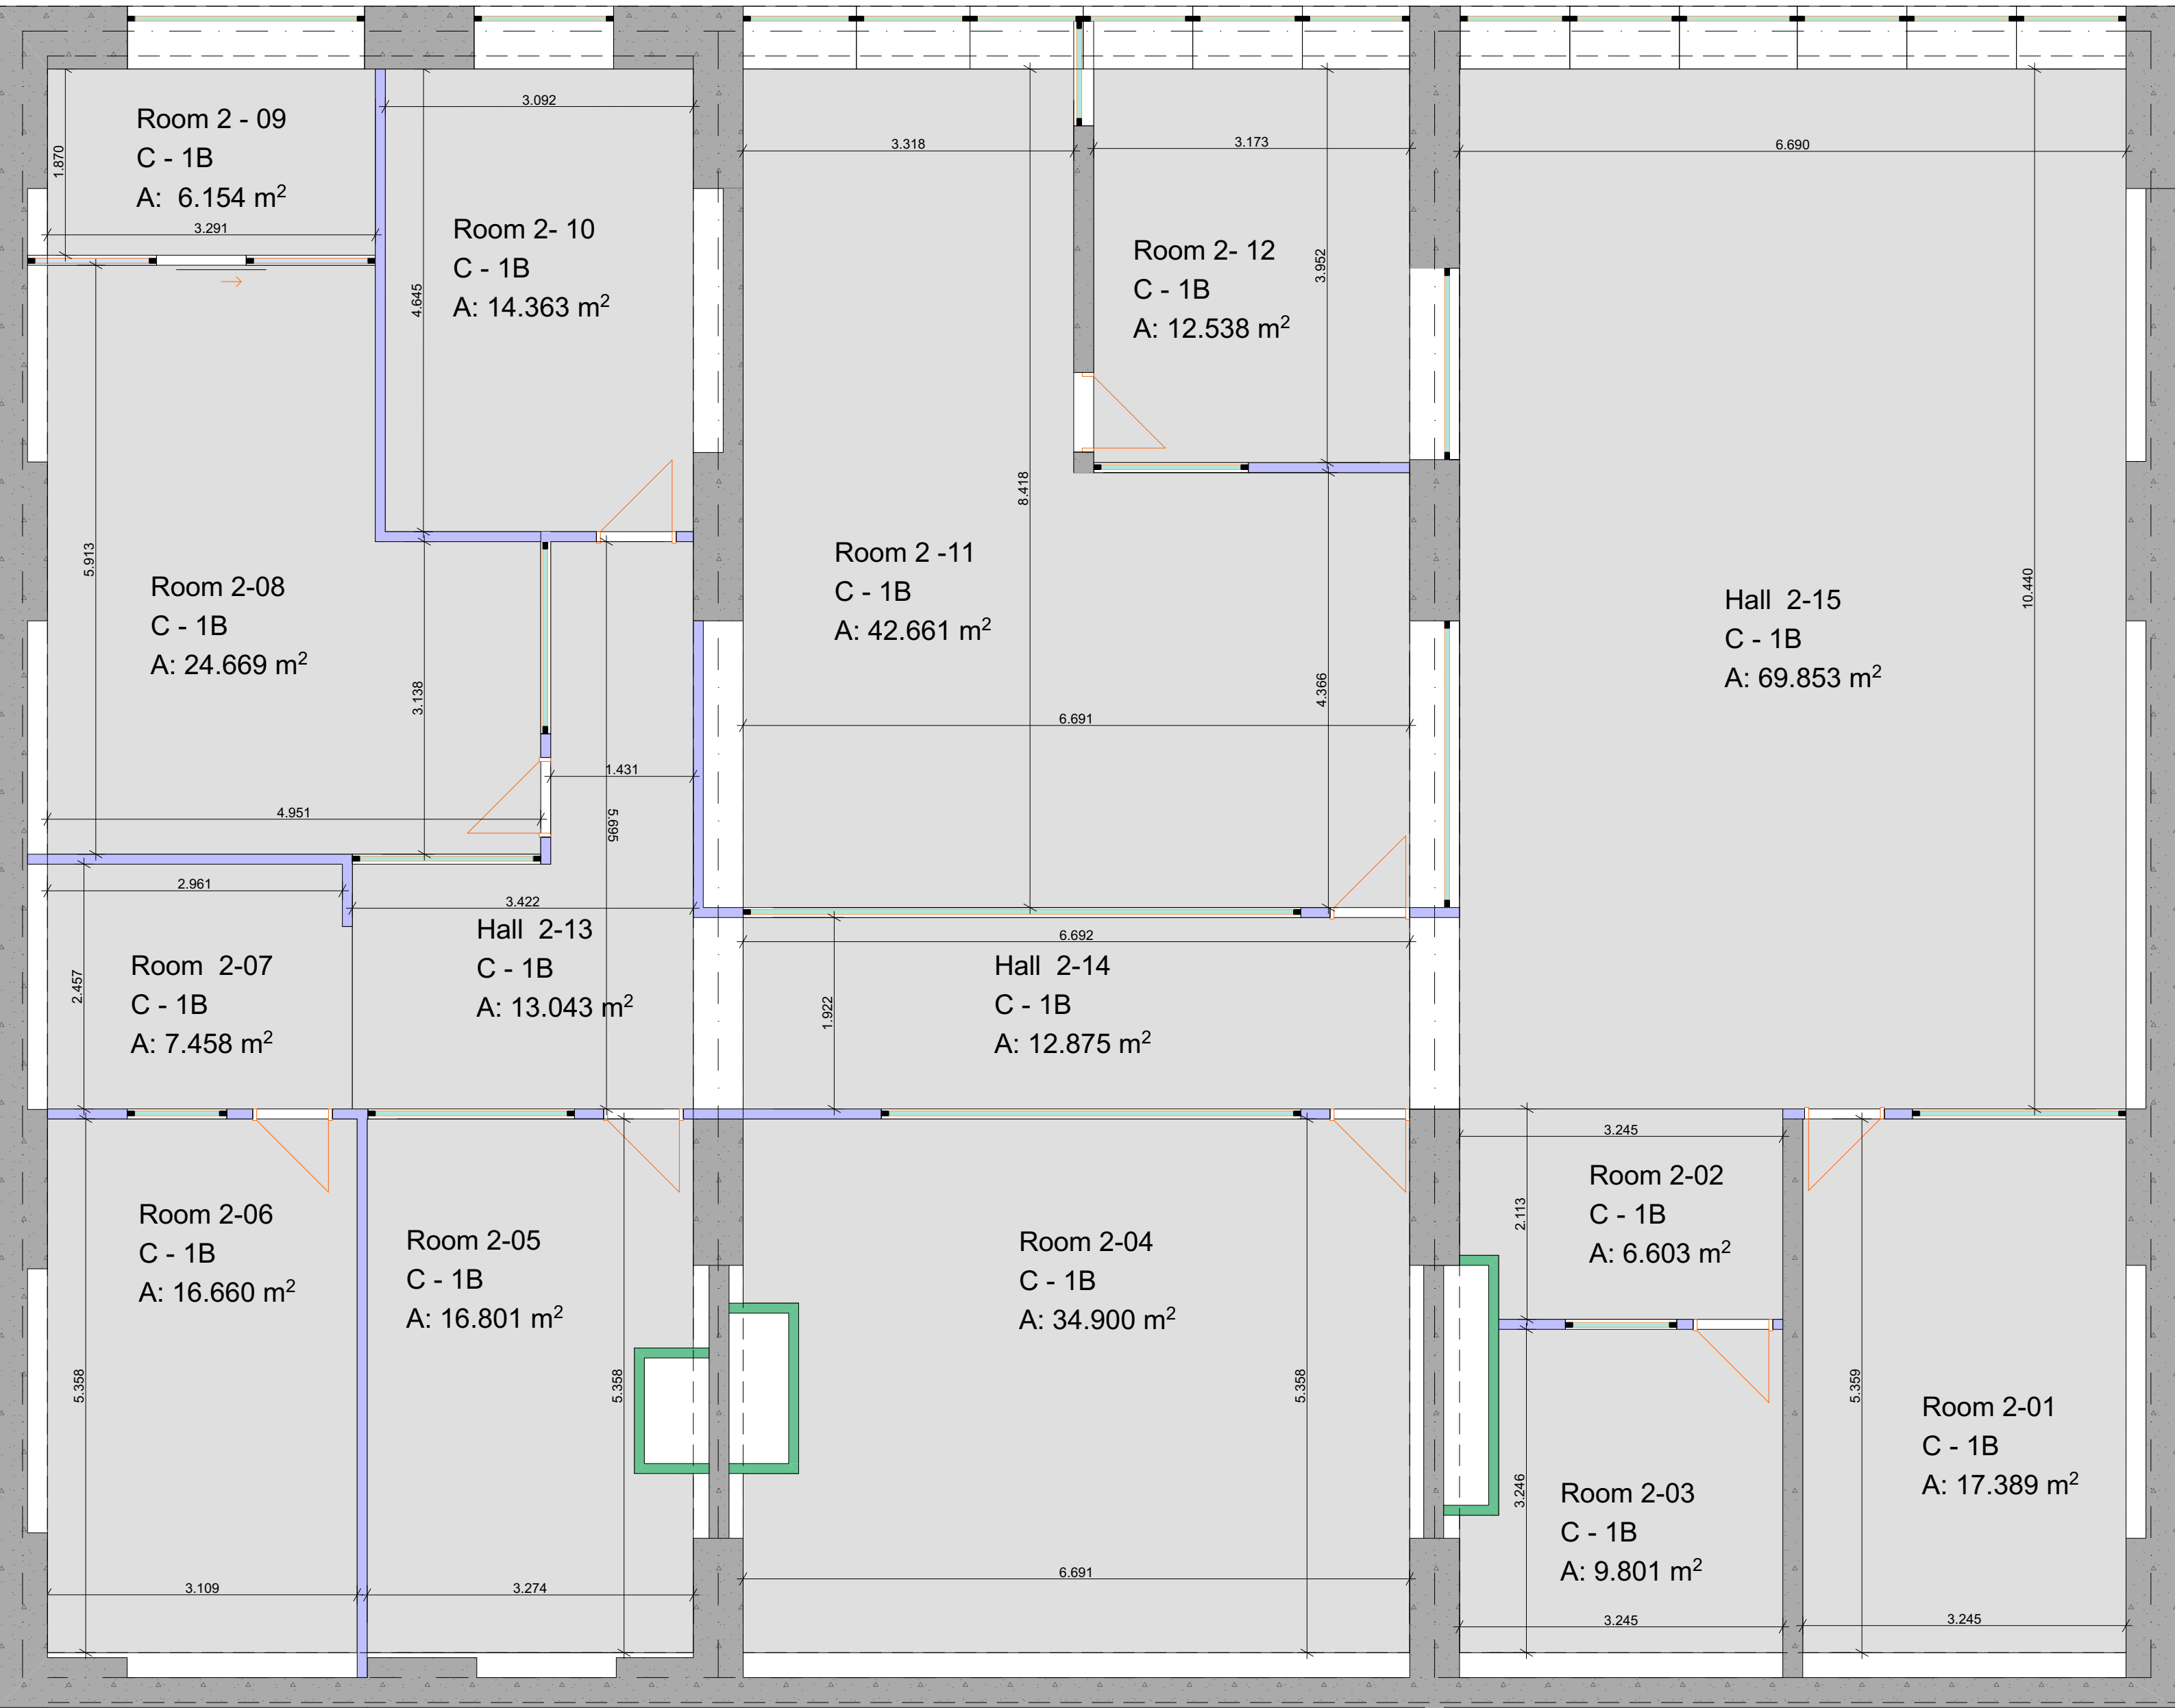 3.092
Room 2 - 09
C - 1B
A: 6.154 m²
1.870
3.291
3.318
3.173
6.690
Room 2- 10
C - 1B
A: 14.363 m²
4.645
Room 2- 12
C - 1B
A: 12.538 m²
3.952
8.418
5.913
Room 2-08
C - 1B
A: 24.669 m²
3.138
Room 2 -11
C - 1B
A: 42.661 m²
4.366
6.691
Hall 2-15
C - 1B
A: 69.853 m²
10.440
1.431
4.951
5.695
2.961
3.422
Hall 2-13
C - 1B
A: 13.043 m²
Room 2-07
C - 1B
A: 7.458 m²
2.457
6.692
Hall 2-14
C - 1B
A: 12.875 m²
1.922
3.245
Room 2-02
C - 1B
A: 6.603 m²
2.113
Room 2-06
C - 1B
A: 16.660 m²
5.358
Room 2-05
C - 1B
A: 16.801 m²
5.358
Room 2-04
C - 1B
A: 34.900 m²
5.358
5.359
Room 2-01
C - 1B
A: 17.389 m²
3.246
Room 2-03
C - 1B
A: 9.801 m²
3.109
3.274
6.691
3.245
3.245